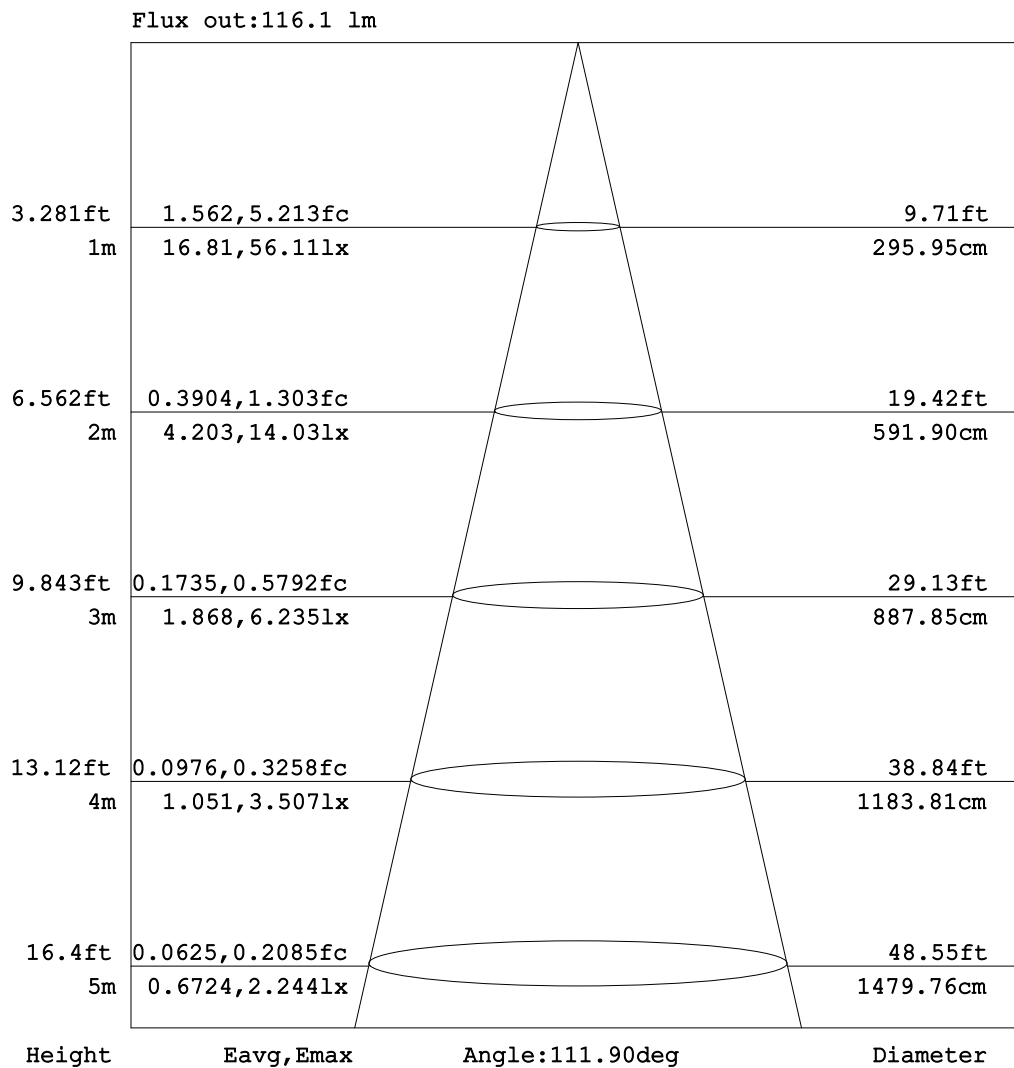 Flux out:116.1 lm
3.281ft 1.562,5.213fc 9.71ft
1m 16.81,56.11lx 295.95cm
6.562ft 0.3904,1.303fc 19.42ft
2m 4.203,14.03lx 591.90cm
9.843ft 0.1735,0.5792fc 29.13ft
3m 1.868,6.235lx 887.85cm
13.12ft 0.0976,0.3258fc 38.84ft
4m 1.051,3.507lx 1183.81cm
16.4ft 0.0625,0.2085fc 48.55ft
5m 0.6724,2.244lx 1479.76cm
Height Eavg,Emax Angle:111.90deg Diameter